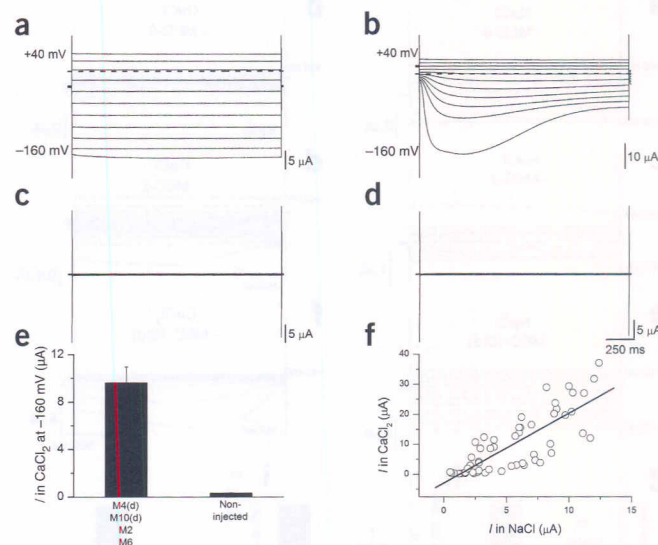 a
b
+40 mV
+40 mV
–160 mV
5 µA
–160 mV
10 µA
c
d
5 µA
5 µA
250 ms
e
f
I in CaCl2 at –160 mV (µA)
12
8
4
0
M4(d)
M10(d)
M2
M6
Non-
injected
I in CaCl2 (µA)
40
30
20
10
0
0
5
10
15
I in NaCl (µA)